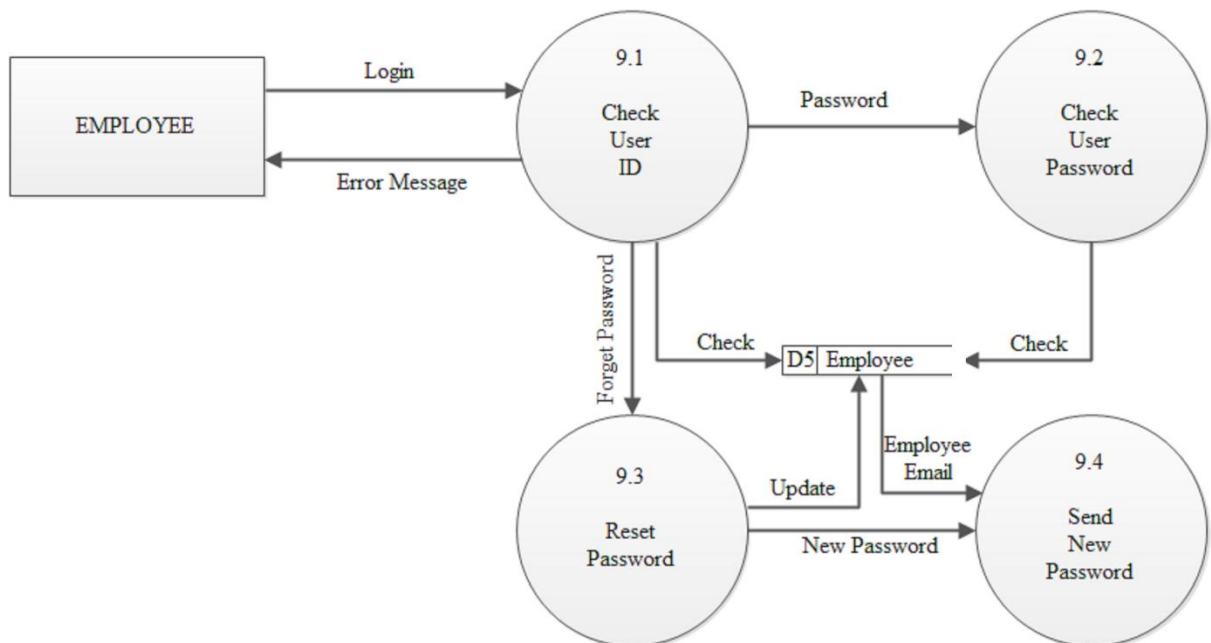 EMPLOYEE
Login
Error Message
9.1
Check
User
ID
Password
9.2
Check
User
Password
Forget Password
Check
D5 Employee
Check
9.3
Reset
Password
Update
New Password
Employee
Email
9.4
Send
New
Password